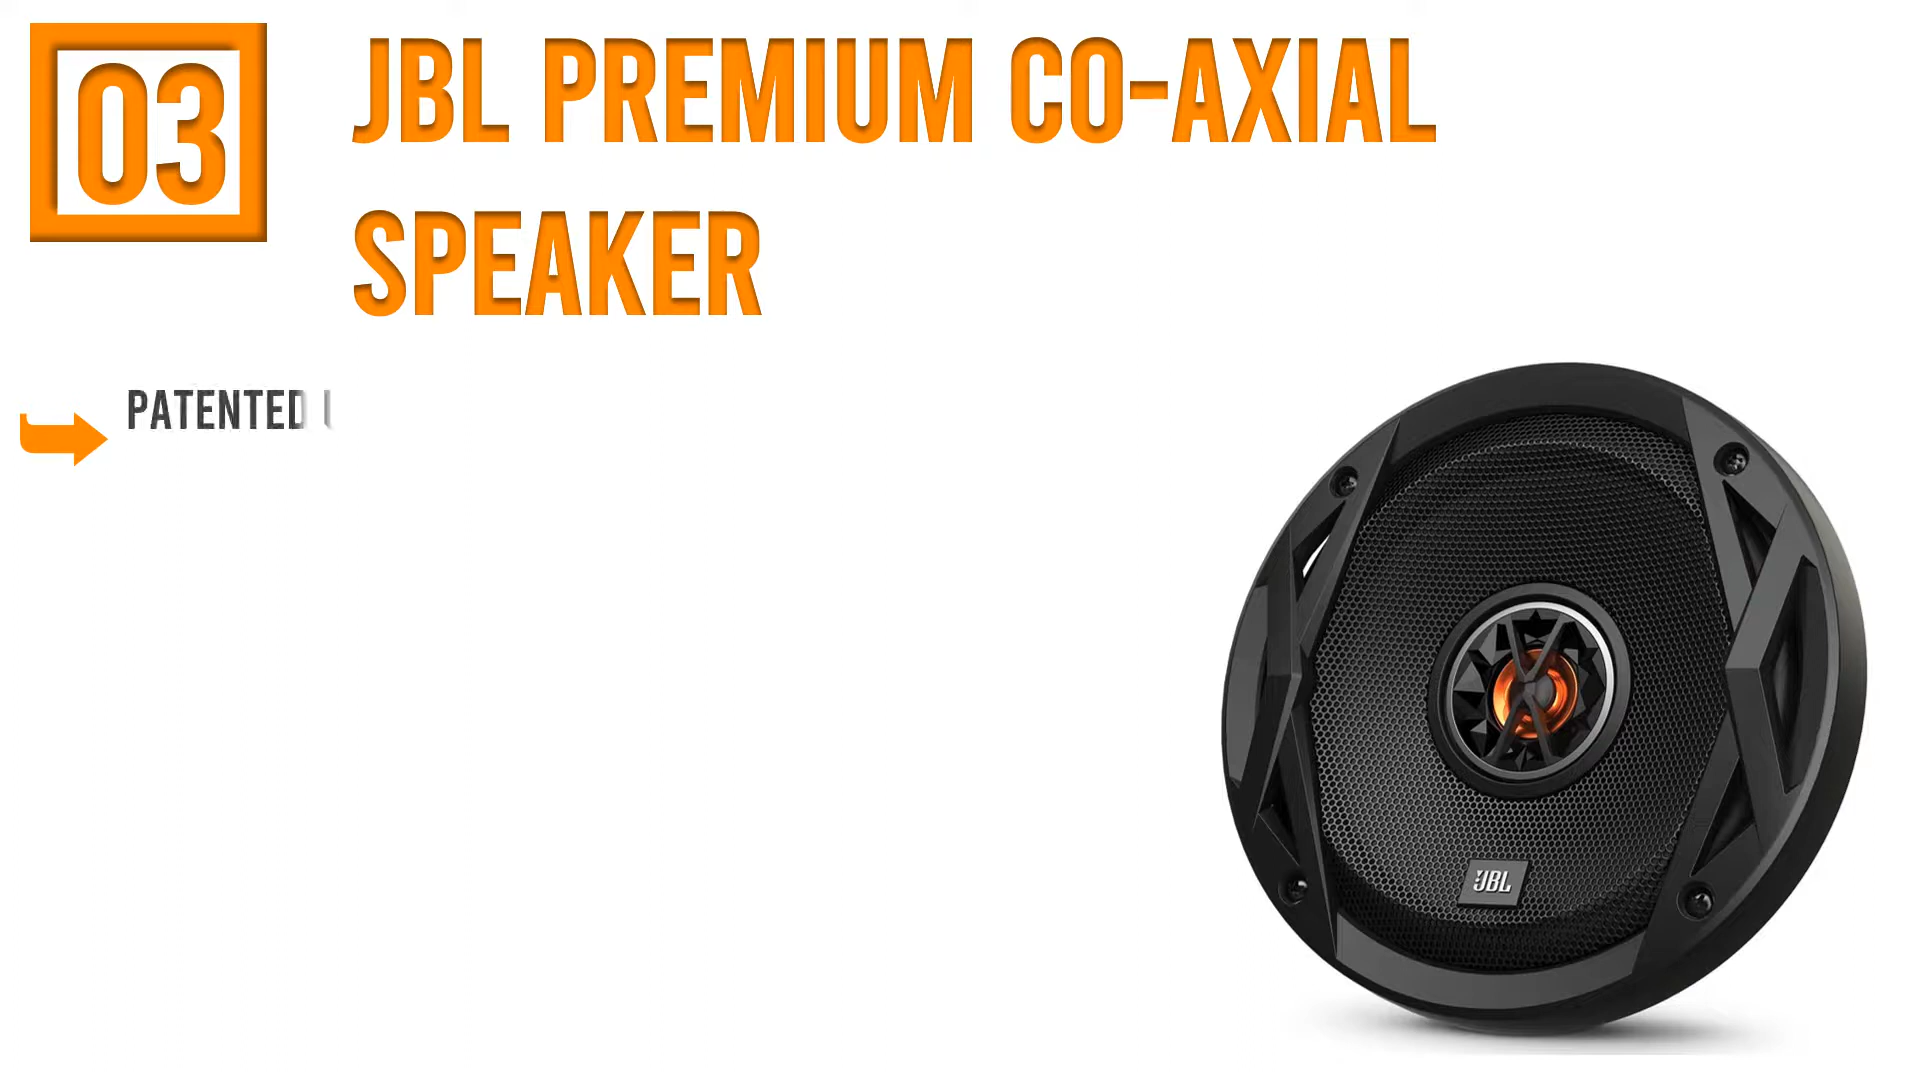 03
JBL PREMIUM CO-AXIAL
SPEAKER
PATENTED
JBL